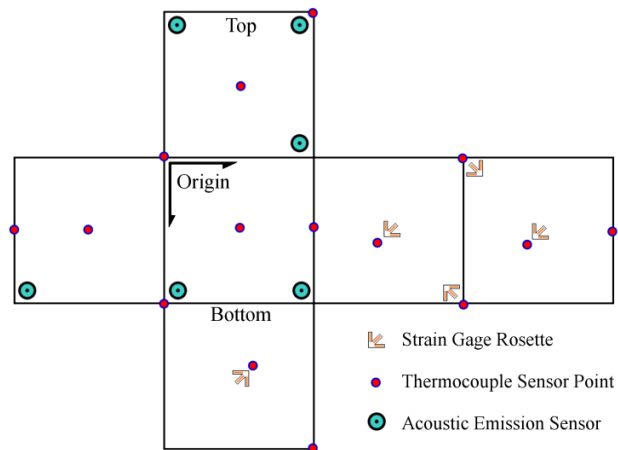 Top
Origin
Bottom
Strain Gage Rosette
Thermocouple Sensor Point
Acoustic Emission Sensor